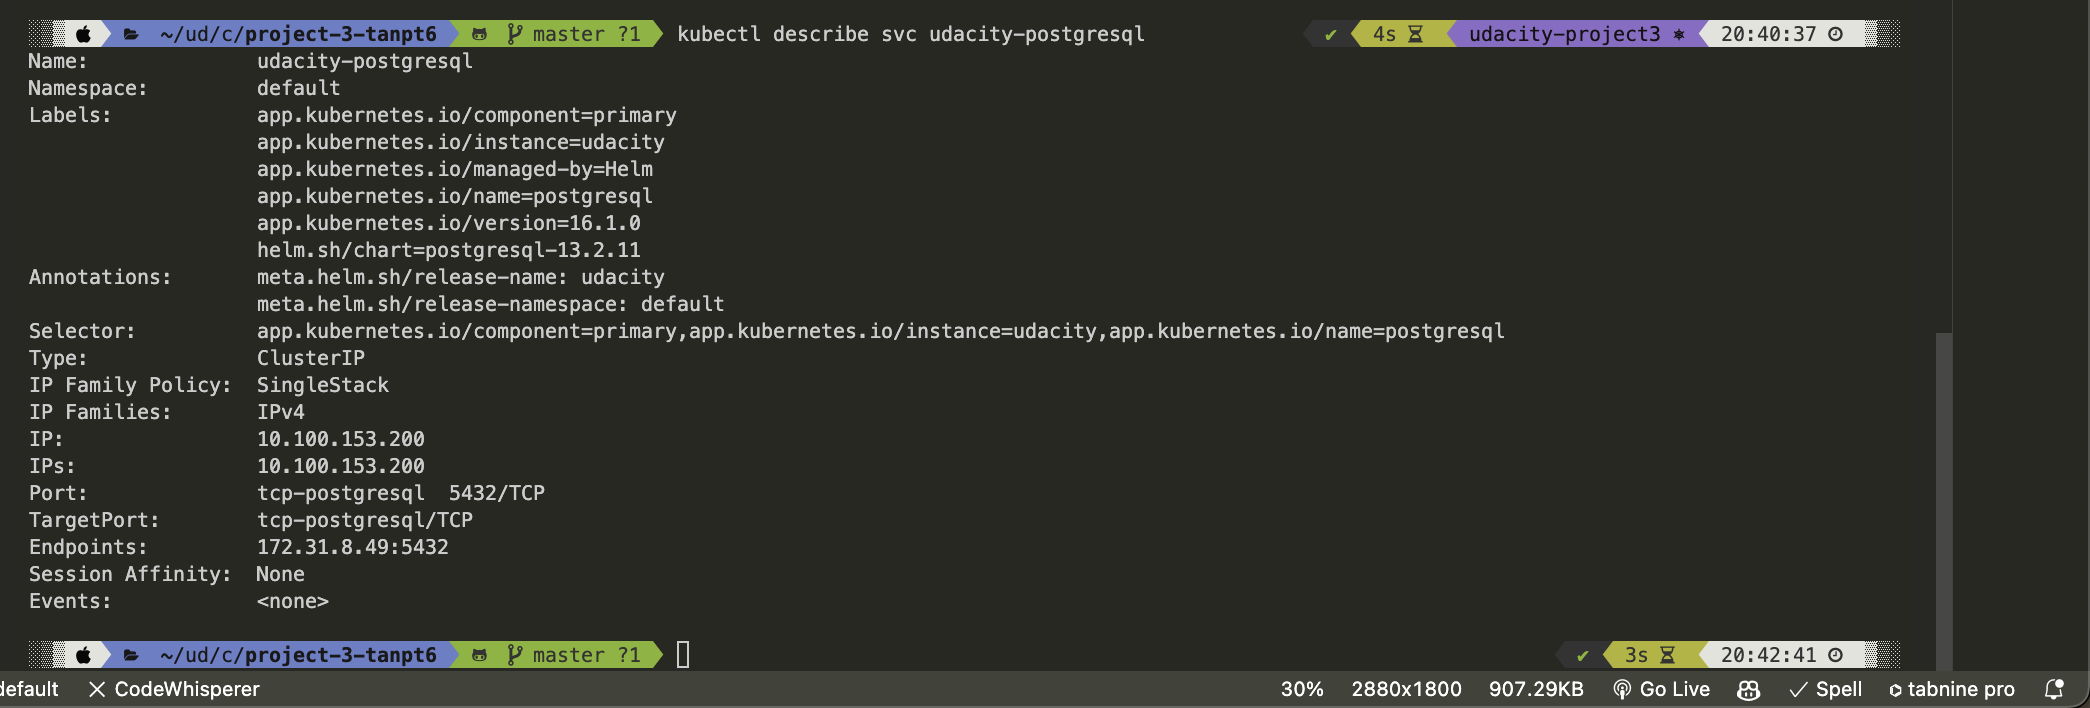 ~/ud/c/project-3-tanpt6 master ?1 kubectl describe svc udacity-postgresql ✔ 4s udacity-project3 20:40:37
Name: udacity-postgresql
Namespace: default
Labels: app.kubernetes.io/component=primary
app.kubernetes.io/instance=udacity
app.kubernetes.io/managed-by=Helm
app.kubernetes.io/name=postgresql
app.kubernetes.io/version=16.1.0
helm.sh/chart=postgresql-13.2.11
Annotations: meta.helm.sh/release-name: udacity
meta.helm.sh/release-namespace: default
Selector: app.kubernetes.io/component=primary,app.kubernetes.io/instance=udacity,app.kubernetes.io/name=postgresql
Type: ClusterIP
IP Family Policy: SingleStack
IP Families: IPv4
IP: 10.100.153.200
IPs: 10.100.153.200
Port: tcp-postgresql 5432/TCP
TargetPort: tcp-postgresql/TCP
Endpoints: 172.31.8.49:5432
Session Affinity: None
Events: <none>
~/ud/c/project-3-tanpt6 master ?1 ✔ 3s 20:42:41
default CodeWhisperer 30% 2880x1800 907.29KB Go Live Spell tabnine pro